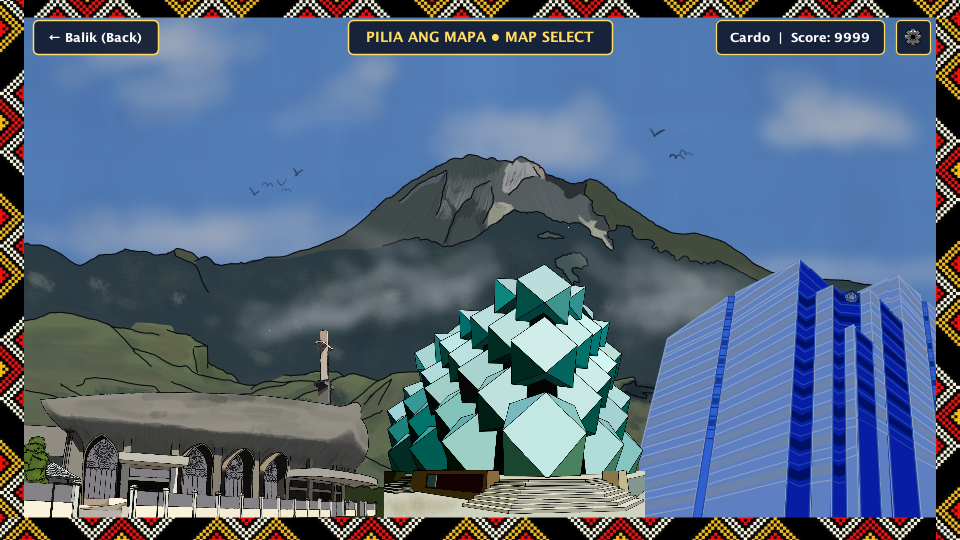 ← Balik (Back)
PILIA ANG MAPA ● MAP SELECT
Cardo | Score: 9999